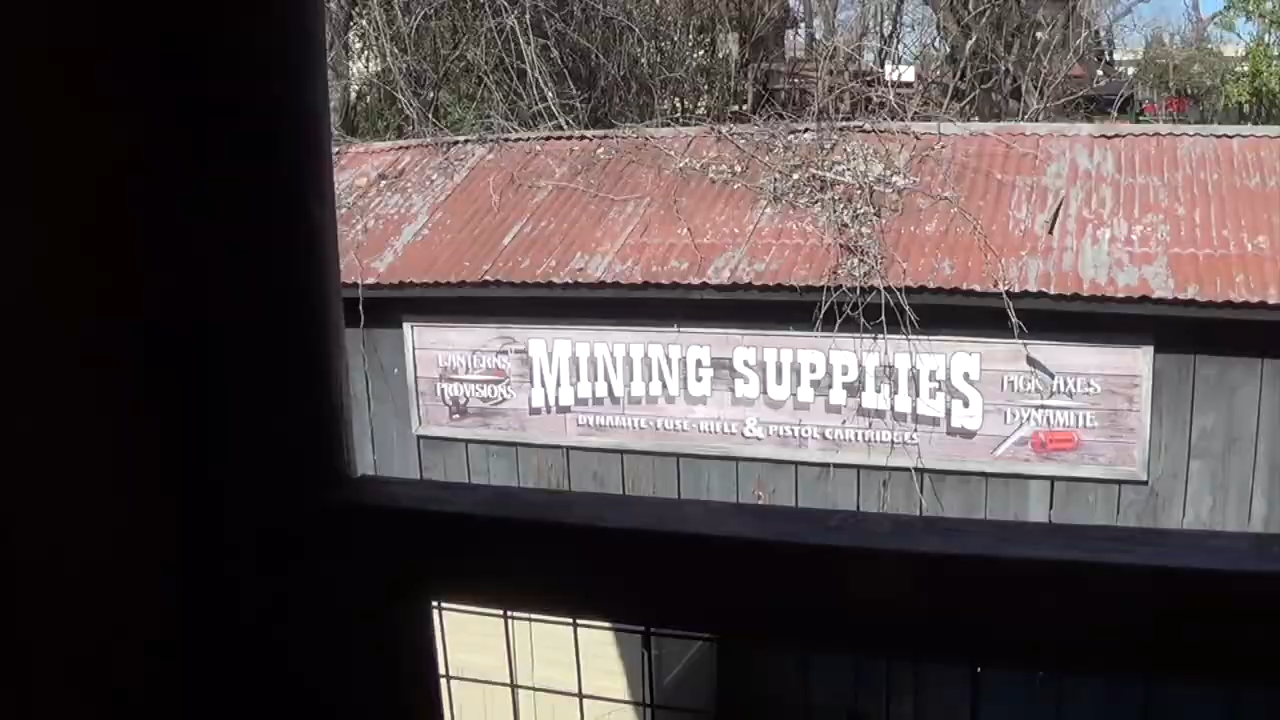 LANTERNS
PROVISIONS
MINING SUPPLIES
DYNAMITE · FUSE · RIFLE & PISTOL CARTRIDGES
PICK AXES
DYNAMITE